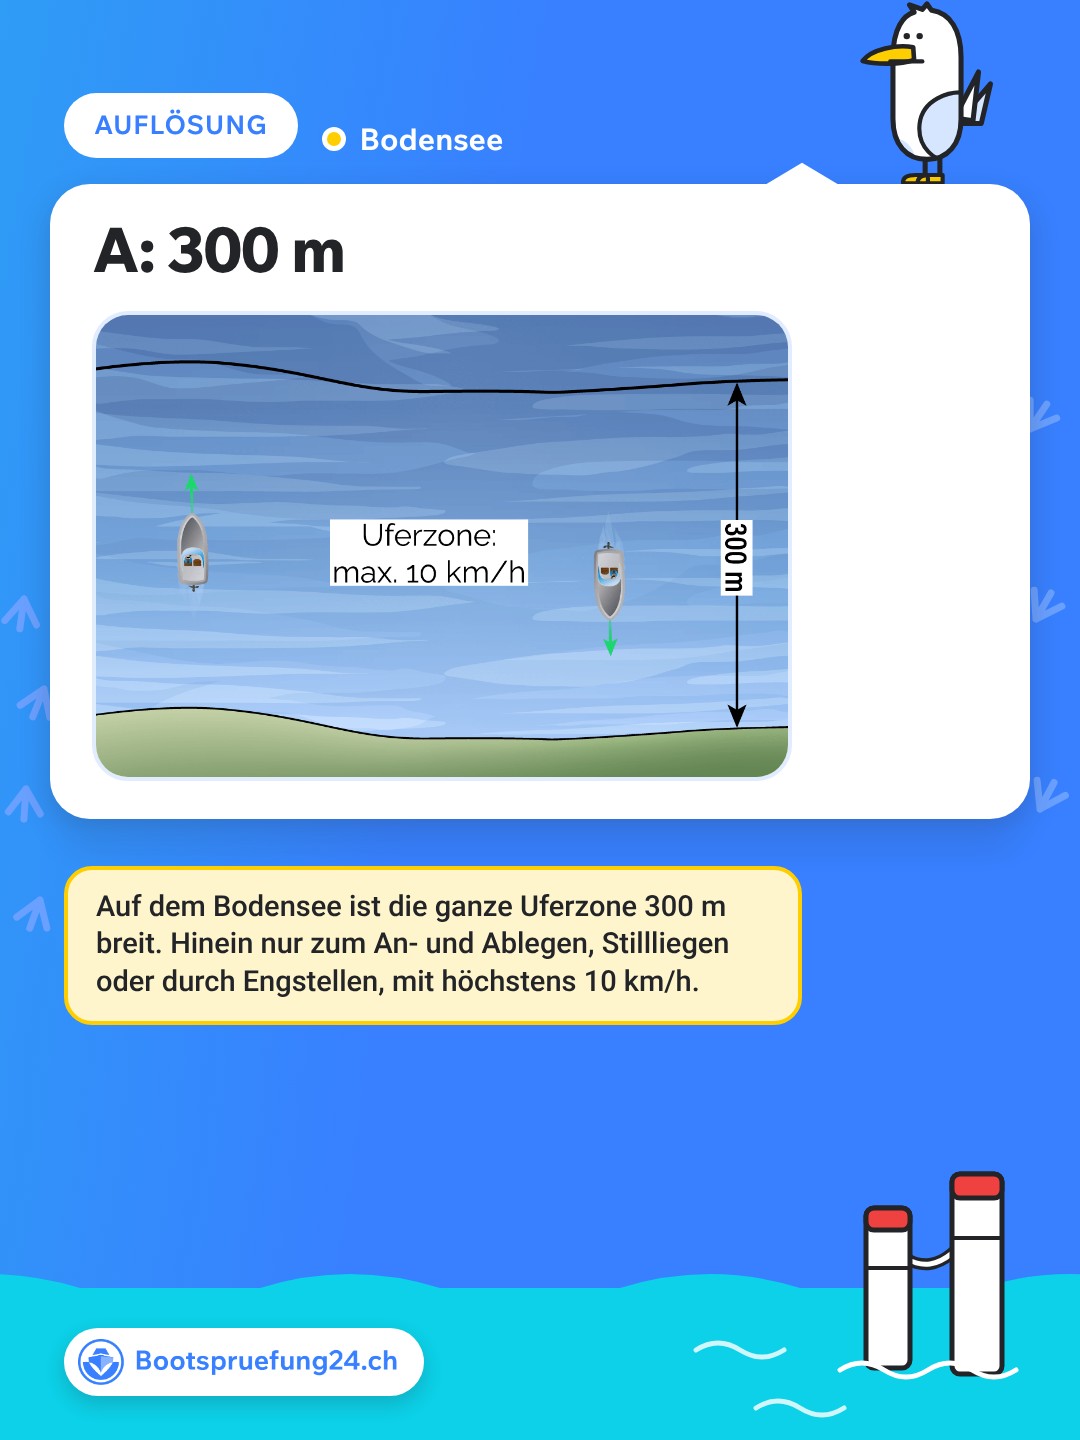 AUFLÖSUNG
Bodensee
A: 300 m
Uferzone:
max. 10 km/h
300 m
Auf dem Bodensee ist die ganze Uferzone 300 m
breit. Hinein nur zum An- und Ablegen, Stillliegen
oder durch Engstellen, mit höchstens 10 km/h.
Bootspruefung24.ch